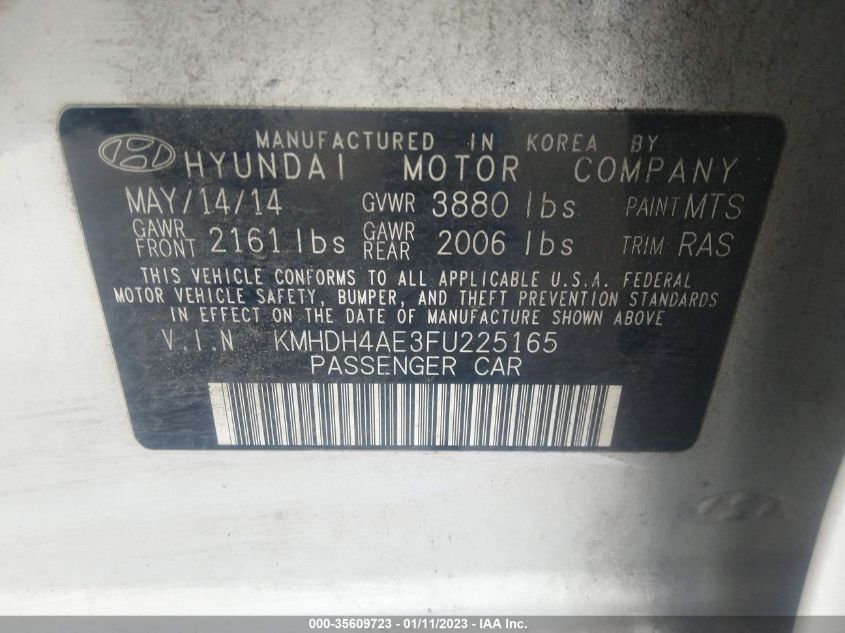 MANUFACTURED IN KOREA BY
HYUNDAI MOTOR COMPANY
MAY/14/14 GVWR 3880 lbs PAINT MTS
GAWR FRONT 2161 lbs GAWR REAR 2006 lbs TRIM RAS
THIS VEHICLE CONFORMS TO ALL APPLICABLE U.S.A. FEDERAL
MOTOR VEHICLE SAFETY, BUMPER, AND THEFT PREVENTION STANDARDS
IN EFFECT ON THE DATE OF MANUFACTURE SHOWN ABOVE
V.I.N KMHDH4AE3FU225165
PASSENGER CAR
000-35609723 - 01/11/2023 - IAA Inc.